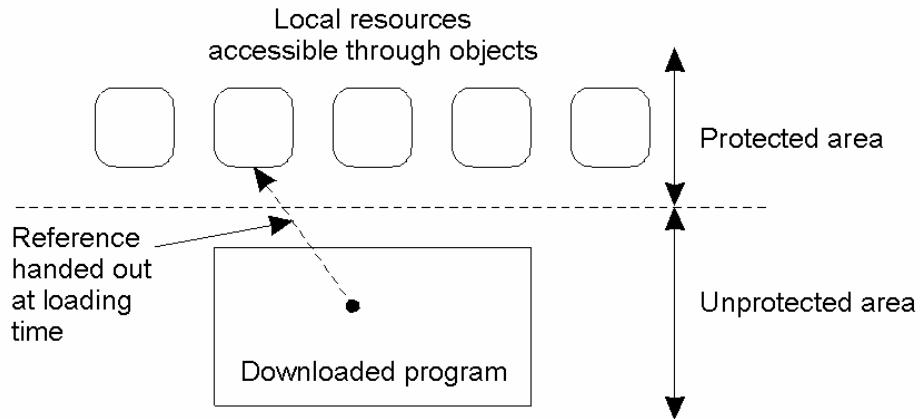 Local resources
accessible through objects
Protected area
Reference
handed out
at loading
time
Unprotected area
Downloaded program